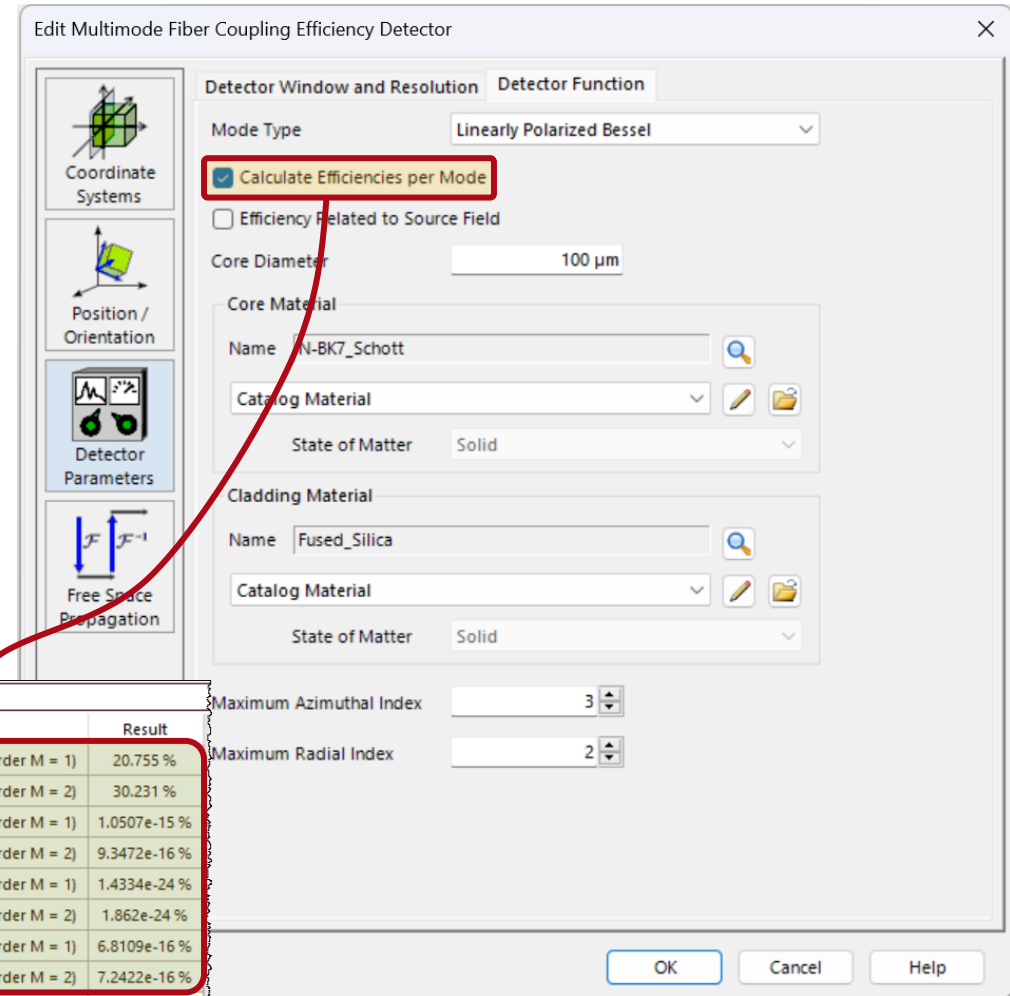 Edit Multimode Fiber Coupling Efficiency Detector
Coordinate
Systems
Position /
Orientation
Detector
Parameters
ℱ ℱ⁻¹
Free Space
Propagation
Detector Window and Resolution Detector Function
Mode Type Linearly Polarized Bessel
Calculate Efficiencies per Mode
Efficiency Related to Source Field
Core Diameter 100 µm
Core Material
Name N-BK7_Schott
Catalog Material
State of Matter Solid
Cladding Material
Name Fused_Silica
Catalog Material
State of Matter Solid
Maximum Azimuthal Index 3
Maximum Radial Index 2
Result
rder M = 1) 20.755 %
rder M = 2) 30.231 %
rder M = 1) 1.0507e-15 %
rder M = 2) 9.3472e-16 %
rder M = 1) 1.4334e-24 %
rder M = 2) 1.862e-24 %
rder M = 1) 6.8109e-16 %
rder M = 2) 7.2422e-16 %
OK Cancel Help